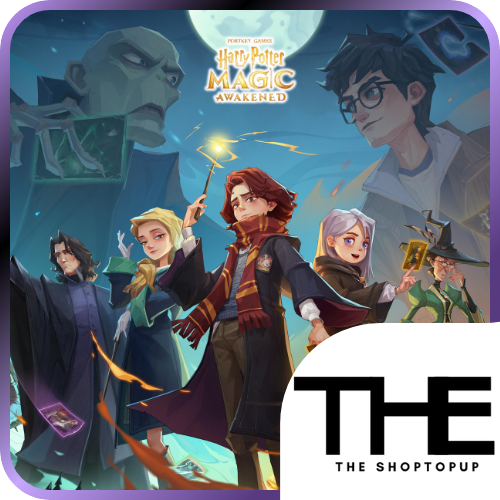 PORTKEY GAMES
Harry Potter
MAGIC
AWAKENED
THE
THE SHOPTOPUP